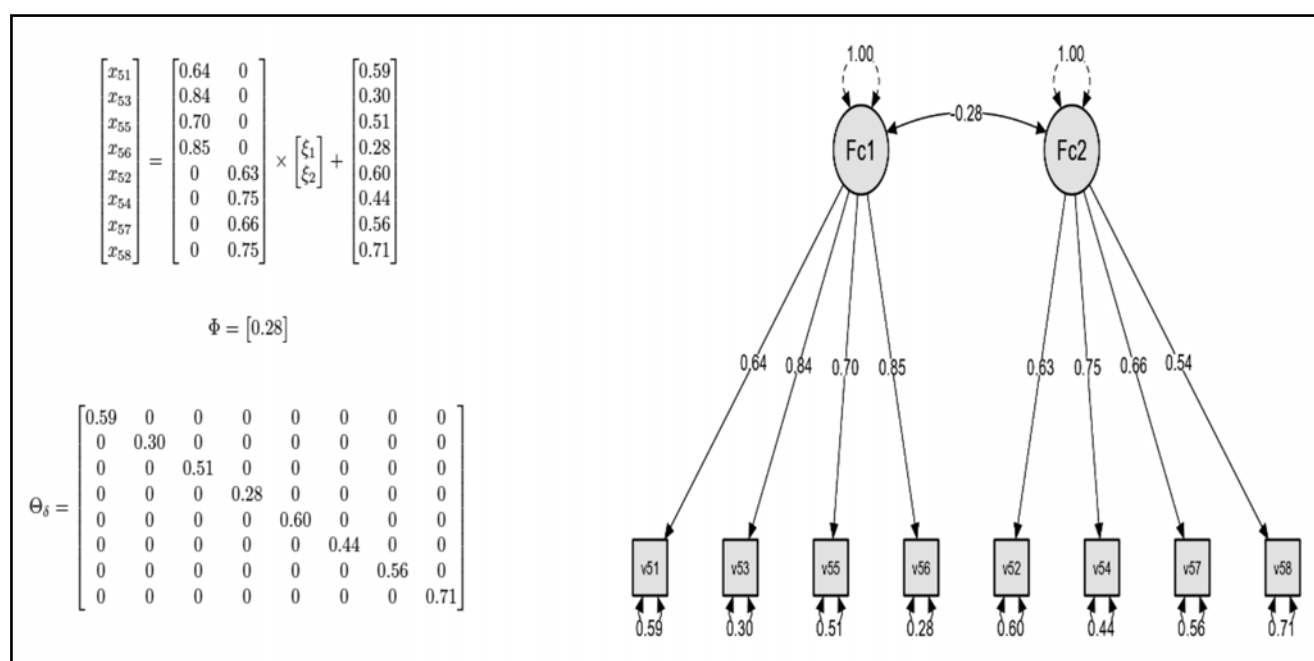 x51 0.64 0 0.59
x53 0.84 0 0.30
x55 0.70 0 0.51
x56 = 0.85 0 × ξ1 + 0.28
x52 0 0.63 ξ2 0.60
x54 0 0.75 0.44
x57 0 0.66 0.56
x58 0 0.75 0.71
Φ = [0.28]
0.59 0 0 0 0 0 0 0
0 0.30 0 0 0 0 0 0
0 0 0.51 0 0 0 0 0
0 0 0 0.28 0 0 0 0
Θδ = 0 0 0 0 0.60 0 0 0
0 0 0 0 0 0.44 0 0
0 0 0 0 0 0 0.56 0
0 0 0 0 0 0 0 0.71
1.00 1.00
-0.28
Fc1 Fc2
0.64 0.84 0.70 0.85 0.63 0.75 0.66 0.54
v51 v53 v55 v56 v52 v54 v57 v58
0.59 0.30 0.51 0.28 0.60 0.44 0.56 0.71